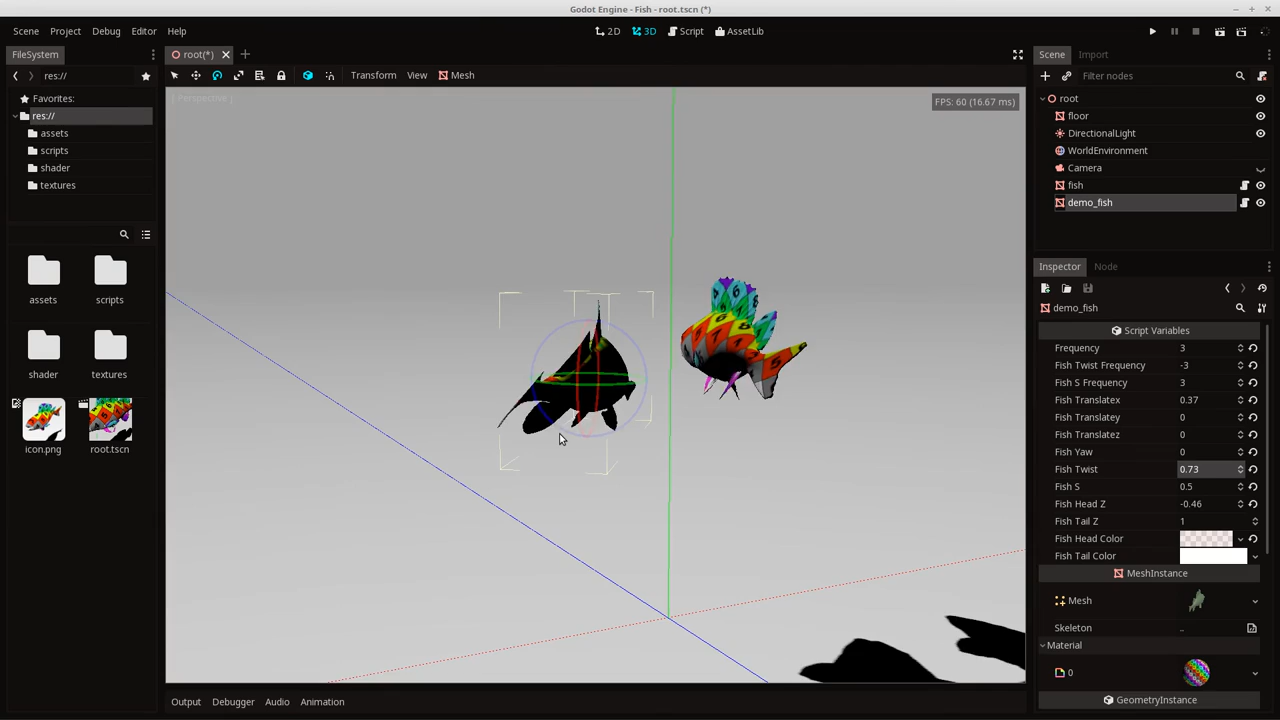 Godot Engine - Fish - root.tscn (*)
Scene Project Debug Editor Help
2D 3D Script AssetLib
FileSystem
root(*)
Scene Import
res://
Transform View Mesh
Filter nodes
Favorites:
res://
assets
scripts
shader
textures
[ Perspective ]
FPS: 60 (16.67 ms)
root
floor
DirectionalLight
WorldEnvironment
Camera
fish
demo_fish
assets
scripts
shader
textures
icon.png
root.tscn
Inspector Node
demo_fish
Script Variables
Frequency 3
Fish Twist Frequency -3
Fish S Frequency 3
Fish Translatex 0.37
Fish Translatey 0
Fish Translatez 0
Fish Yaw 0
Fish Twist 0.73
Fish S 0.5
Fish Head Z -0.46
Fish Tail Z 1
Fish Head Color
Fish Tail Color
MeshInstance
Mesh
Skeleton ..
Material
0
GeometryInstance
Output Debugger Audio Animation